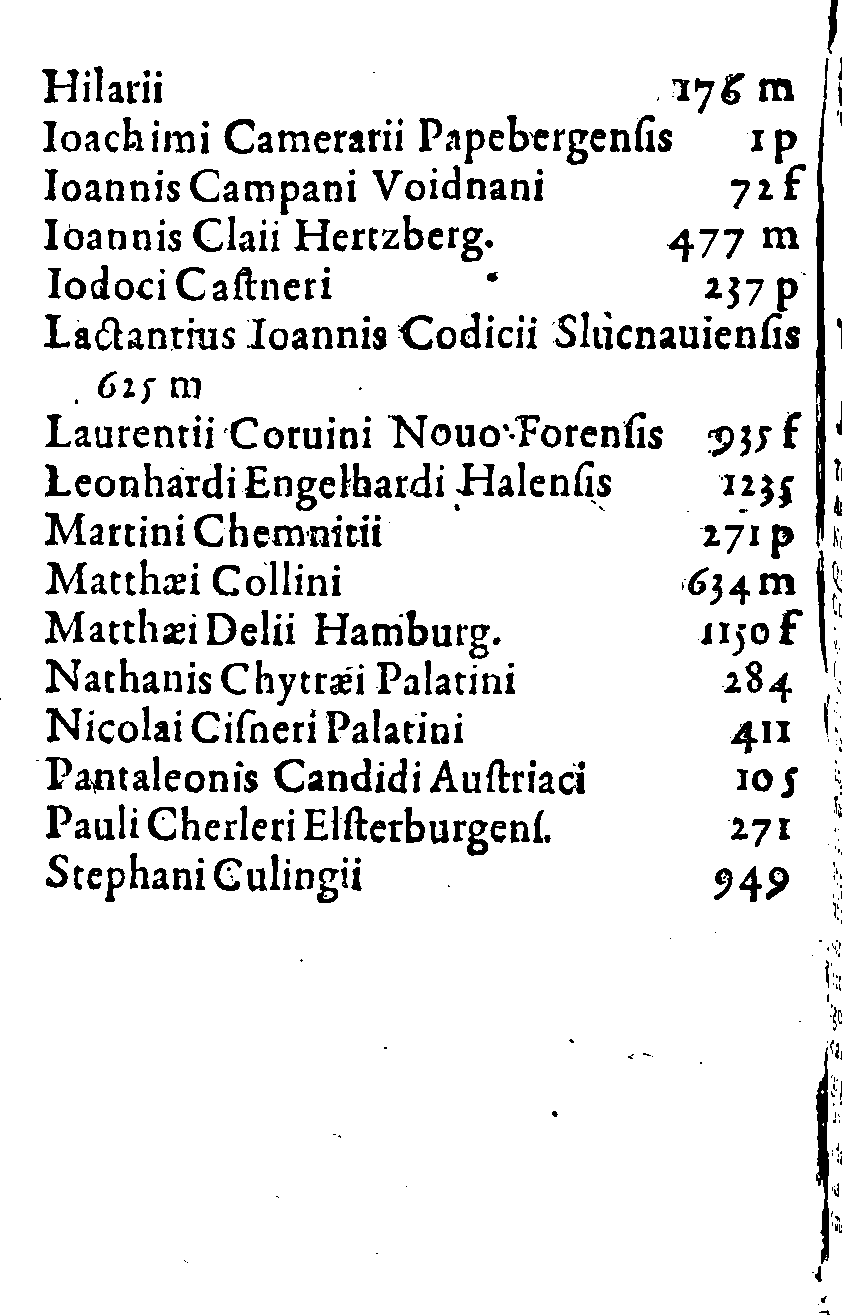 Hilarii 176 m
Ioachimi Camerarii Papebergenſis 1 p
Ioannis Campani Voidnani 72 f
Ioannis Claii Hertzberg. 477 m
Iodoci Caſtneri 237 p
Lactantius Ioannis Codicii Slucnauienſis
625 m
Laurentii Coruini Nouo-Forenſis 935 f
Leonhardi Engelhardi Halenſis 1235
Martini Chemnitii 271 p
Matthæi Collini 634 m
Matthæi Delii Hamburg. 1150 f
Nathanis Chytræi Palatini 284
Nicolai Ciſneri Palatini 411
Pantaleonis Candidi Auſtriaci 105
Pauli Cherleri Elſterburgenſ. 271
Stephani Culingii 949